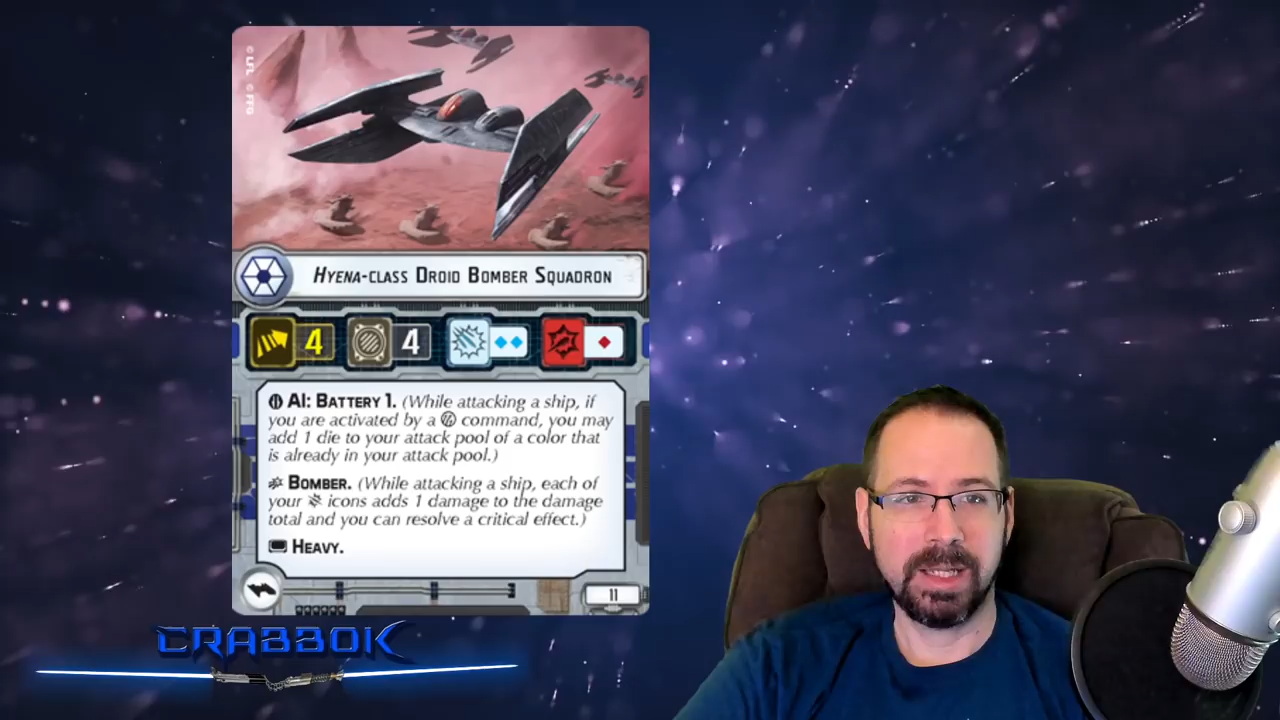 © LFL © FFG
Hyena-class Droid Bomber Squadron
4 4
AI: Battery 1. (While attacking a ship, if
you are activated by a command, you may
add 1 die to your attack pool of a color that
is already in your attack pool.)
Bomber. (While attacking a ship, each of
your icons adds 1 damage to the damage
total and you can resolve a critical effect.)
Heavy.
11
CRABBOK